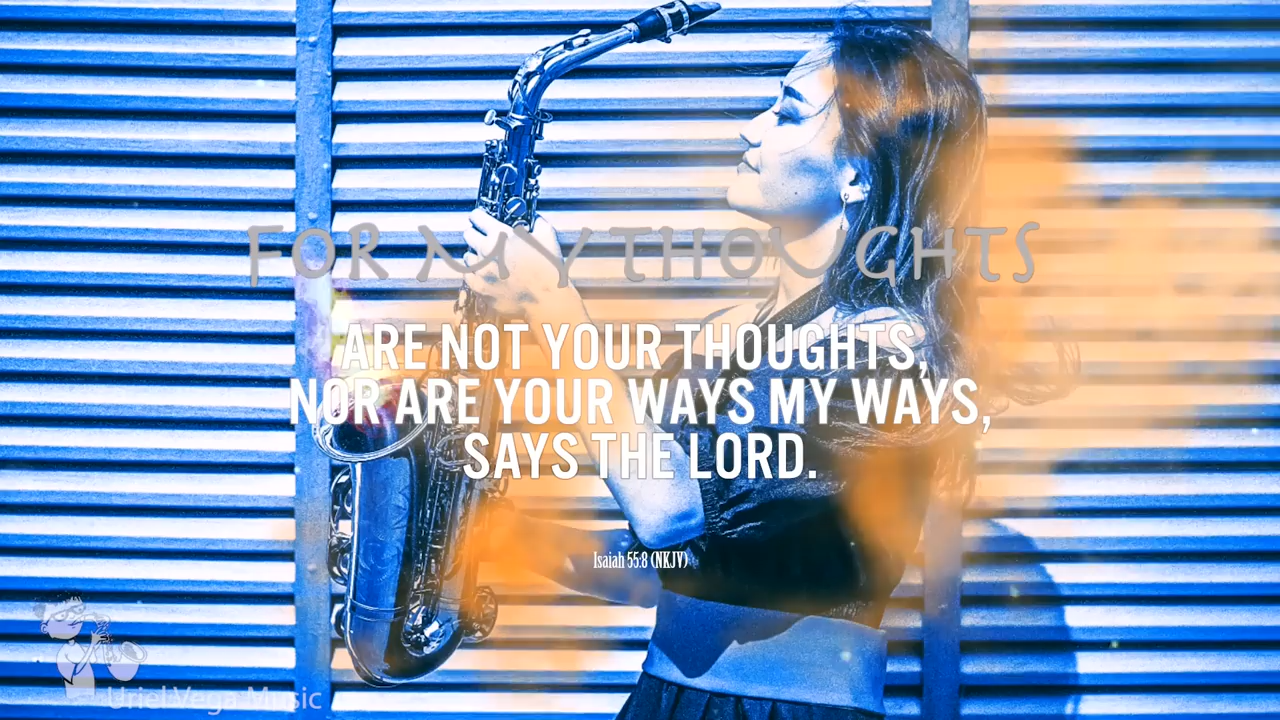 FOR MY THOUGHTS
ARE NOT YOUR THOUGHTS,
NOR ARE YOUR WAYS MY WAYS,
SAYS THE LORD.
Isaiah 55:8 (NKJV)
Uriel Vega Music